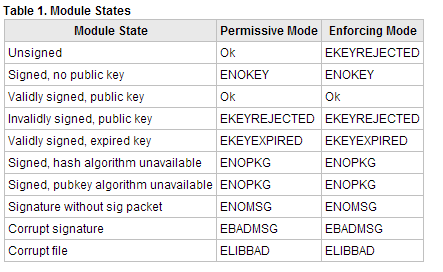 Table 1. Module States
Module State Permissive Mode Enforcing Mode
Unsigned Ok EKEYREJECTED
Signed, no public key ENOKEY ENOKEY
Validly signed, public key Ok Ok
Invalidly signed, public key EKEYREJECTED EKEYREJECTED
Validly signed, expired key EKEYEXPIRED EKEYEXPIRED
Signed, hash algorithm unavailable ENOPKG ENOPKG
Signed, pubkey algorithm unavailable ENOPKG ENOPKG
Signature without sig packet ENOMSG ENOMSG
Corrupt signature EBADMSG EBADMSG
Corrupt file ELIBBAD ELIBBAD